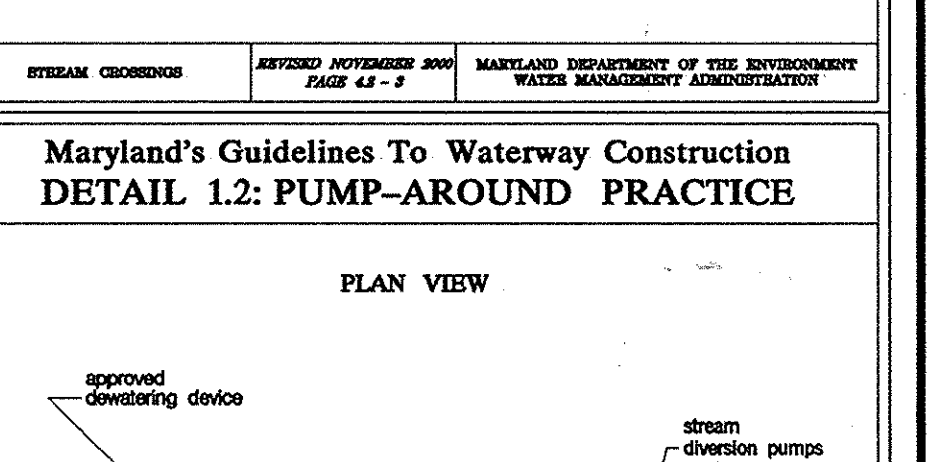 STREAM CROSSINGS
REVISED NOVEMBER 2000
PAGE 4.2 - 3
MARYLAND DEPARTMENT OF THE ENVIRONMENT
WATER MANAGEMENT ADMINISTRATION
Maryland's Guidelines To Waterway Construction
DETAIL 1.2: PUMP-AROUND PRACTICE
PLAN VIEW
approved
dewatering device
stream
diversion pumps